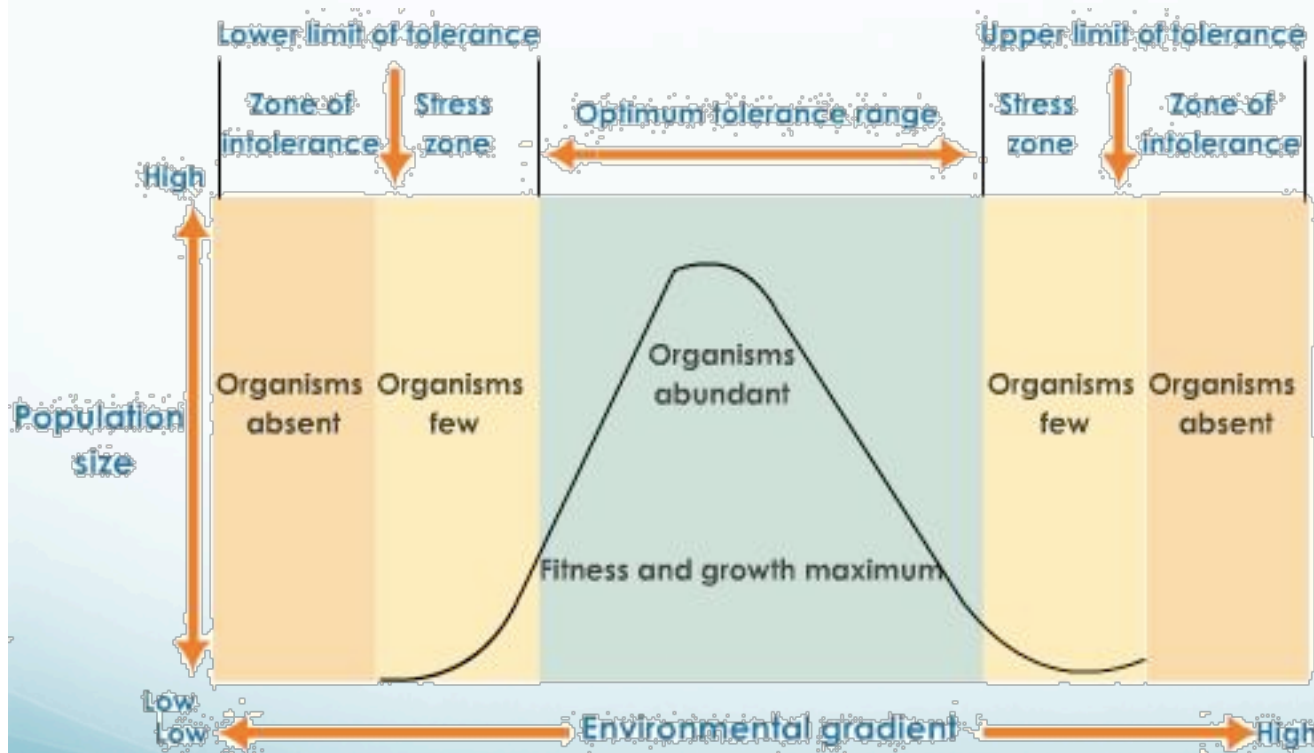 Lower limit of tolerance
Upper limit of tolerance
Zone of
intolerance
Stress
zone
Optimum tolerance range
Stress
zone
Zone of
intolerance
High
Population
size
Organisms
absent
Organisms
few
Organisms
abundant
Fitness and growth maximum
Organisms
few
Organisms
absent
Low
Low
Environmental gradient
High